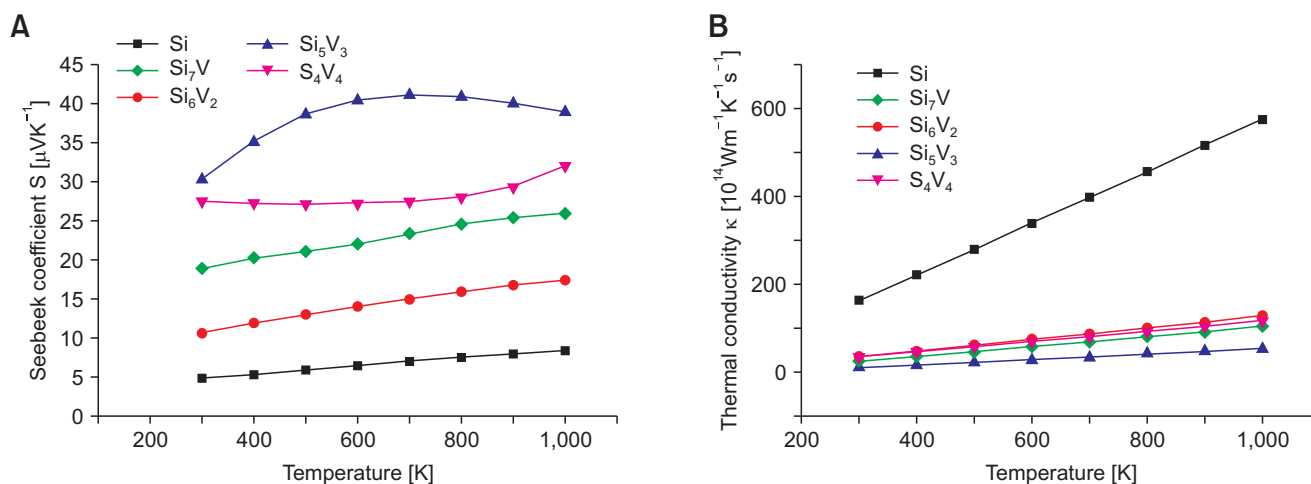 A
Si
Si₇V
Si₆V₂
Si₅V₃
S₄V₄
Seebeek coefficient S [μVK⁻¹]
45
40
35
30
25
20
15
10
5
0
200 400 600 800 1,000
Temperature [K]
B
Si
Si₇V
Si₆V₂
Si₅V₃
S₄V₄
Thermal conductivity κ [10¹⁴Wm⁻¹K⁻¹s⁻¹]
600
400
200
0
200 400 600 800 1,000
Temperature [K]